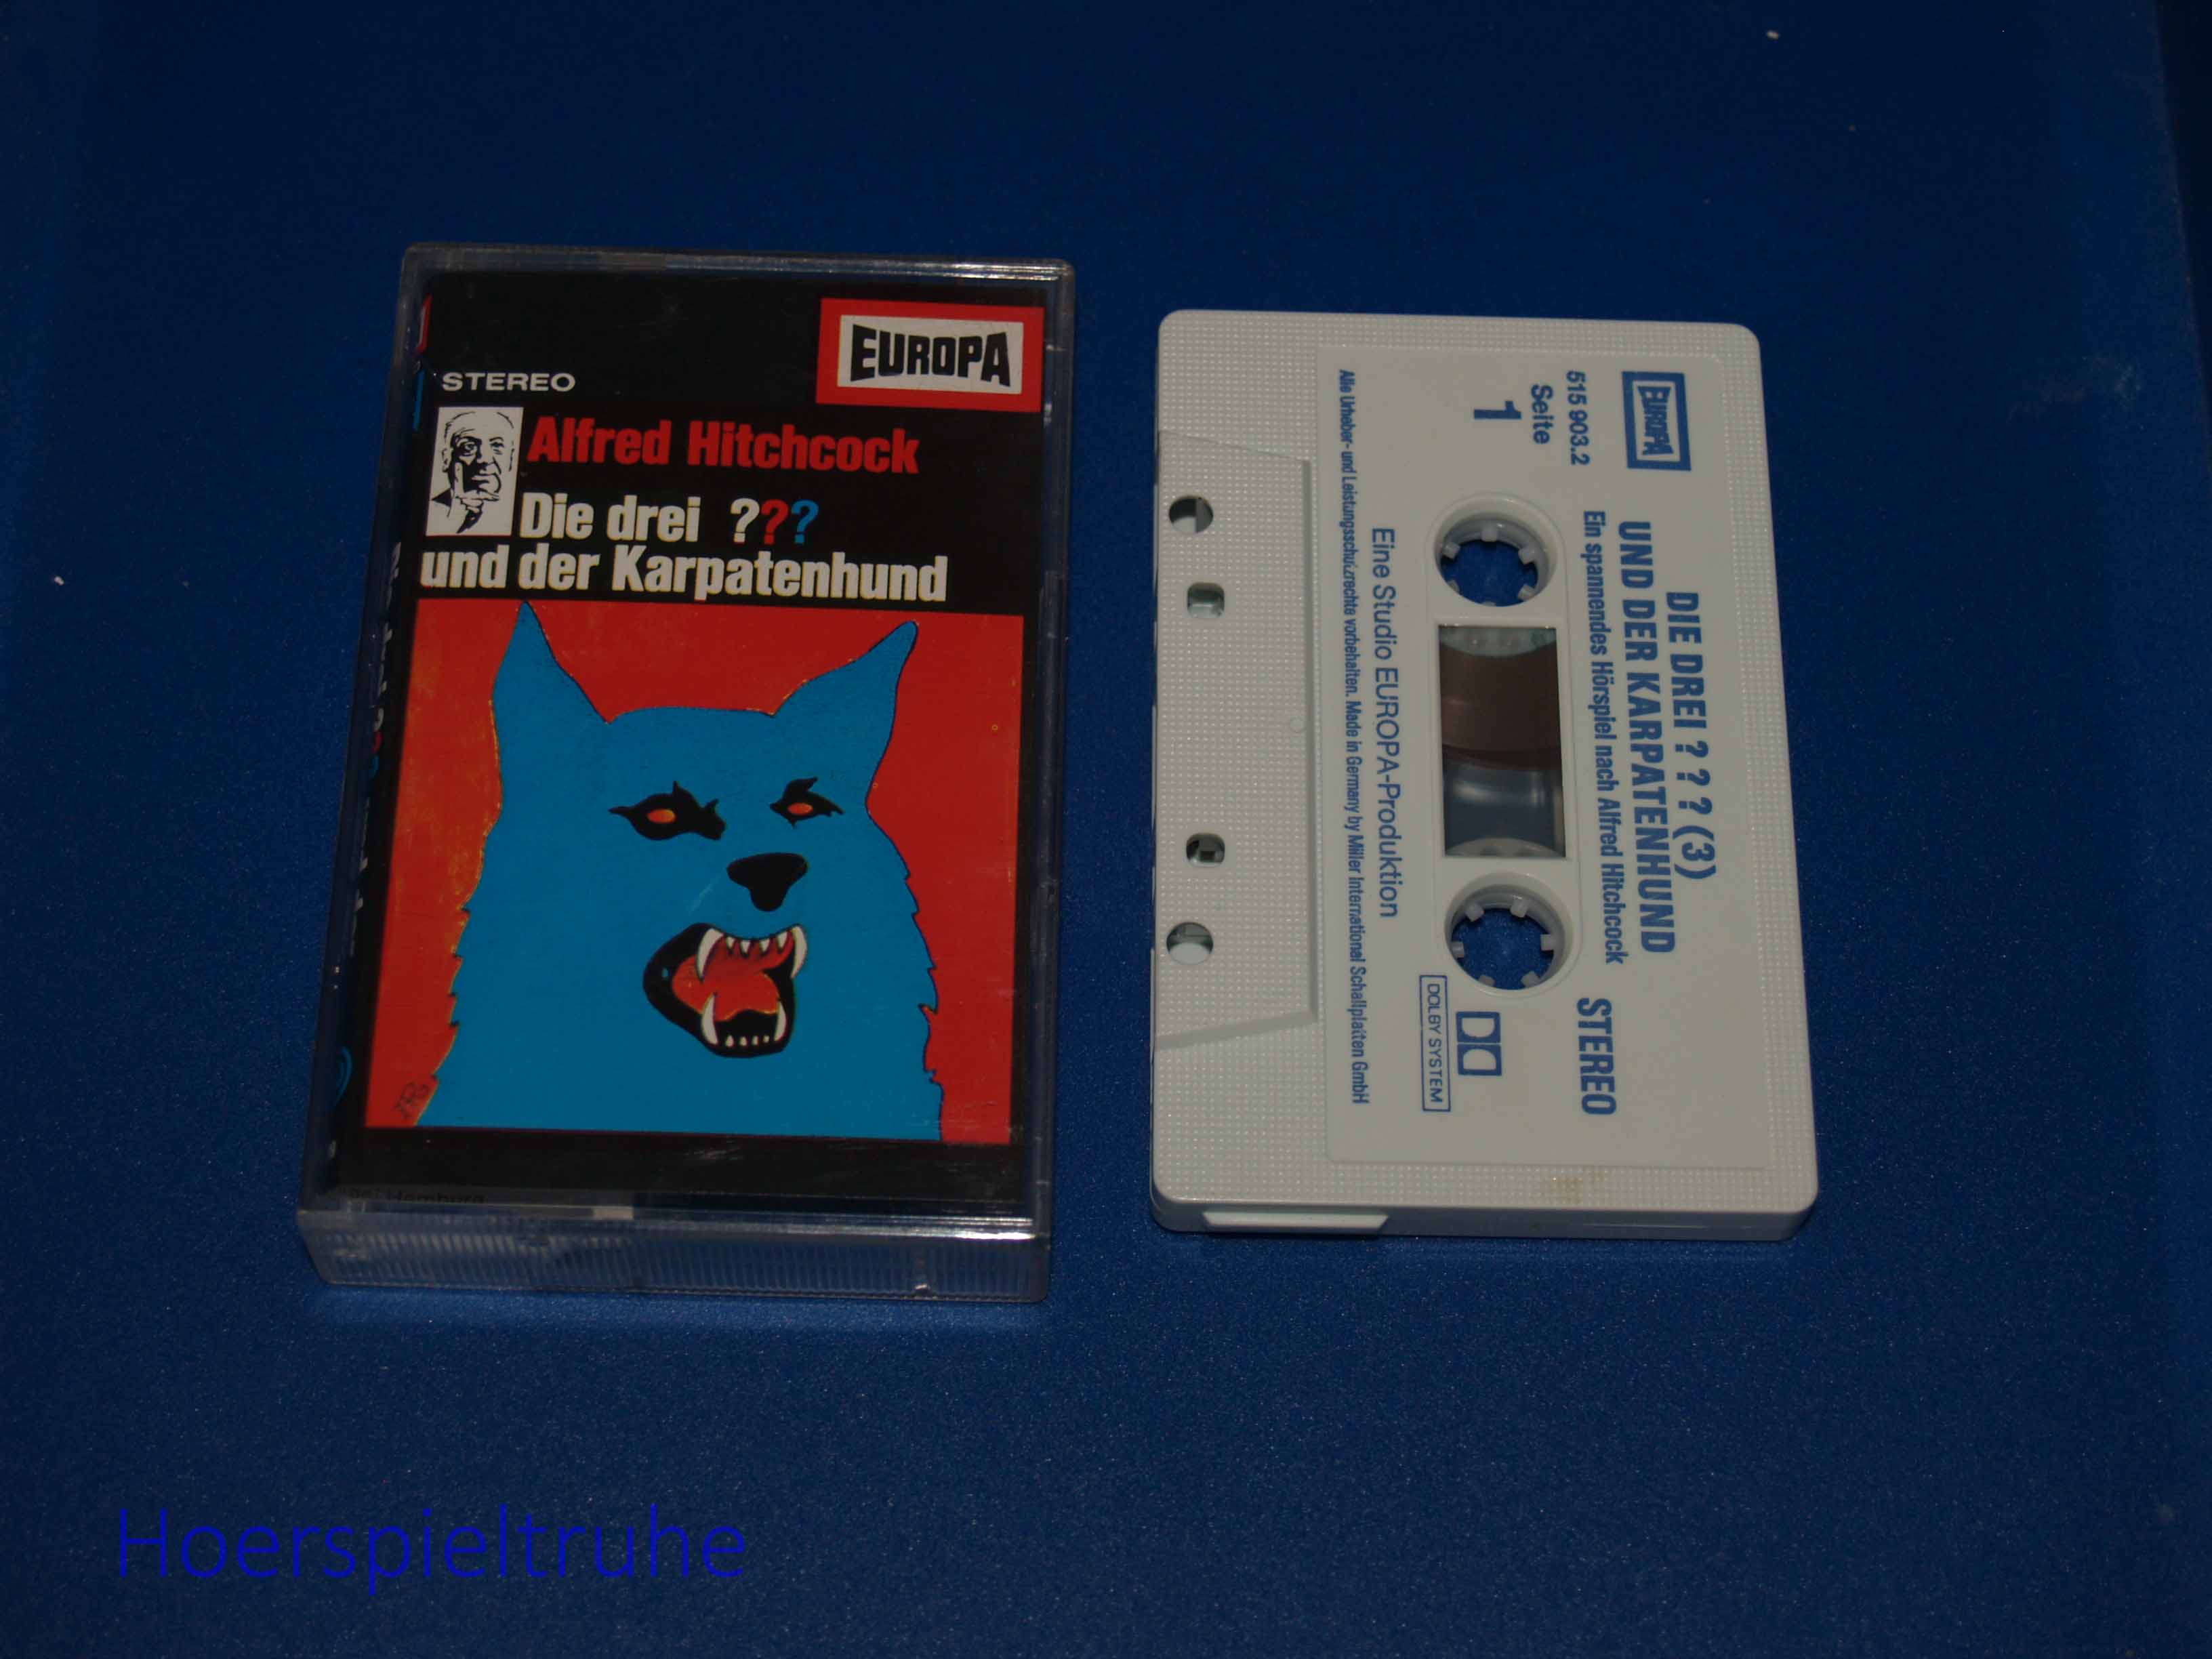 STEREO
EUROPA
Alfred Hitchcock
Die drei ???
und der Karpatenhund
EUROPA
515 903.2
Seite
1
DIE DREI ? ? ? (3)
UND DER KARPATENHUND
Ein spannendes Hörspiel nach Alfred Hitchcock
STEREO
DOLBY SYSTEM
Eine Studio EUROPA-Produktion
Alle Urheber- und Leistungsschutzrechte vorbehalten. Made in Germany by Miller International Schallplatten GmbH
Hamburg
Hoerspieltruhe